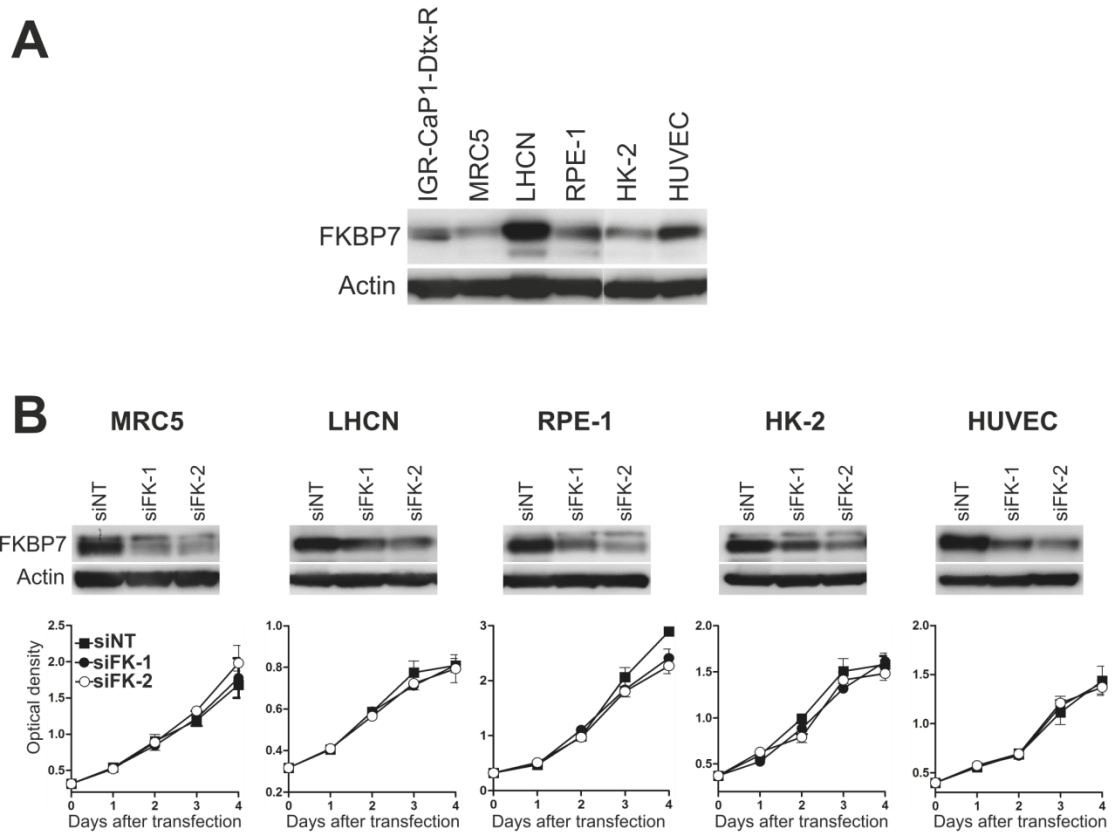 A
IGR-CaP1-Dtx-R
MRC5
LHCN
RPE-1
HK-2
HUVEC
FKBP7
Actin
B
MRC5 LHCN RPE-1 HK-2 HUVEC
siNT siFK-1 siFK-2 siNT siFK-1 siFK-2 siNT siFK-1 siFK-2 siNT siFK-1 siFK-2 siNT siFK-1 siFK-2
FKBP7
Actin
Optical density
2.5
2.0
1.5
1.0
0.5
siNT
siFK-1
siFK-2
0 1 2 3 4
Days after transfection
1.0
0.8
0.6
0.4
0.2
0 1 2 3 4
Days after transfection
3
2
1
0
0 1 2 3 4
Days after transfection
2.0
1.5
1.0
0.5
0 1 2 3 4
Days after transfection
2.0
1.5
1.0
0.5
0 1 2 3 4
Days after transfection